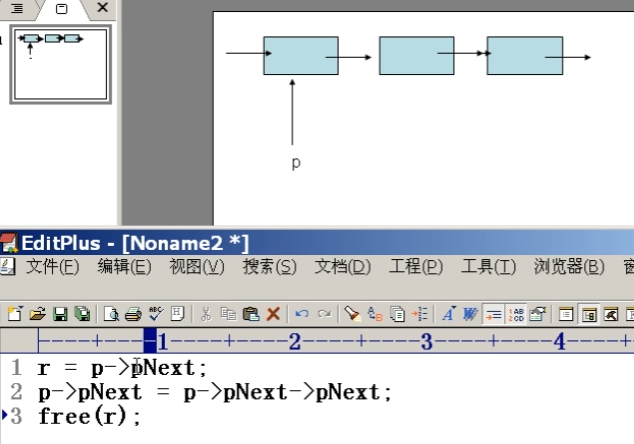 p
EditPlus - [Noname2 *]
文件(F) 编辑(E) 视图(V) 搜索(S) 文档(D) 工程(P) 工具(T) 浏览器(B) 窗
----+----1----+----2----+----3----+----4----+
1 r = p->pNext;
2 p->pNext = p->pNext->pNext;
3 free(r);